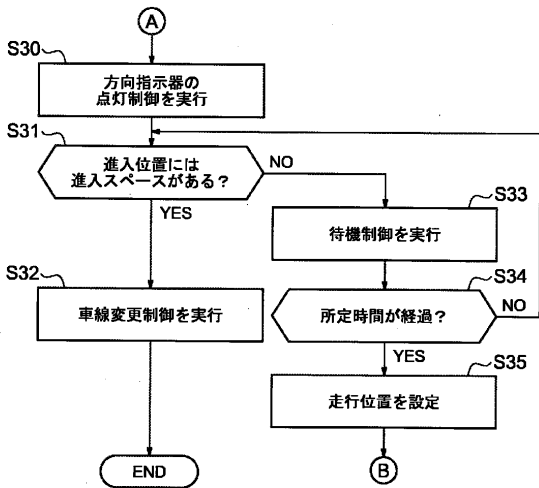 A
S30
方向指示器の
点灯制御を実行
S31
進入位置には
進入スペースがある?
NO
YES
S33
待機制御を実行
S32
車線変更制御を実行
S34
所定時間が経過?
NO
YES
S35
走行位置を設定
END
B